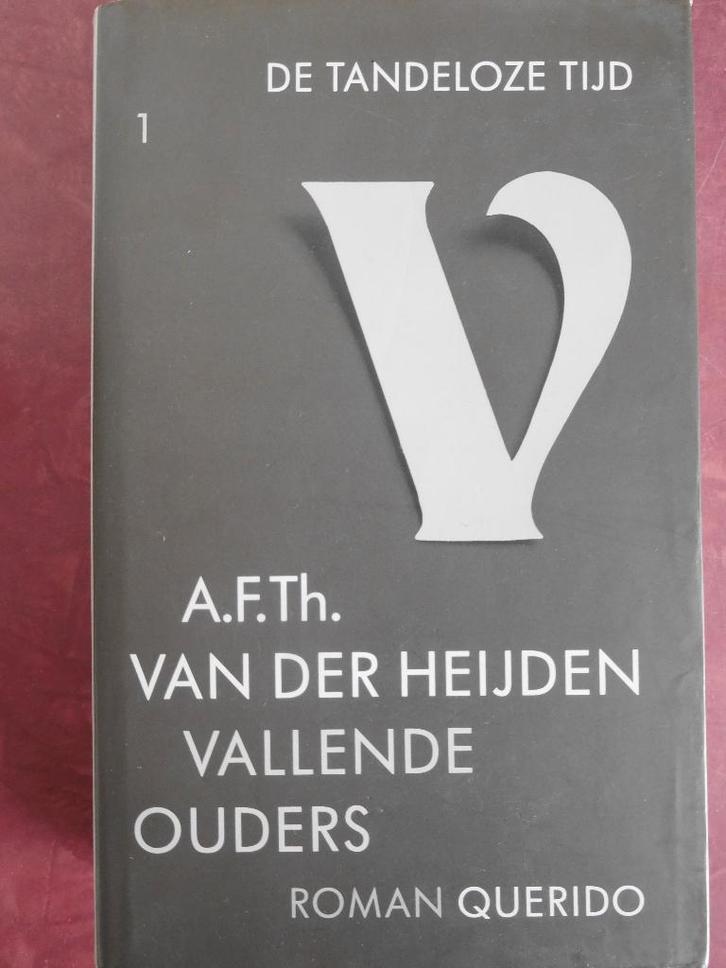 DE TANDELOZE TIJD
1
V
A.F.Th.
VAN DER HEIJDEN
VALLENDE
OUDERS
ROMAN QUERIDO